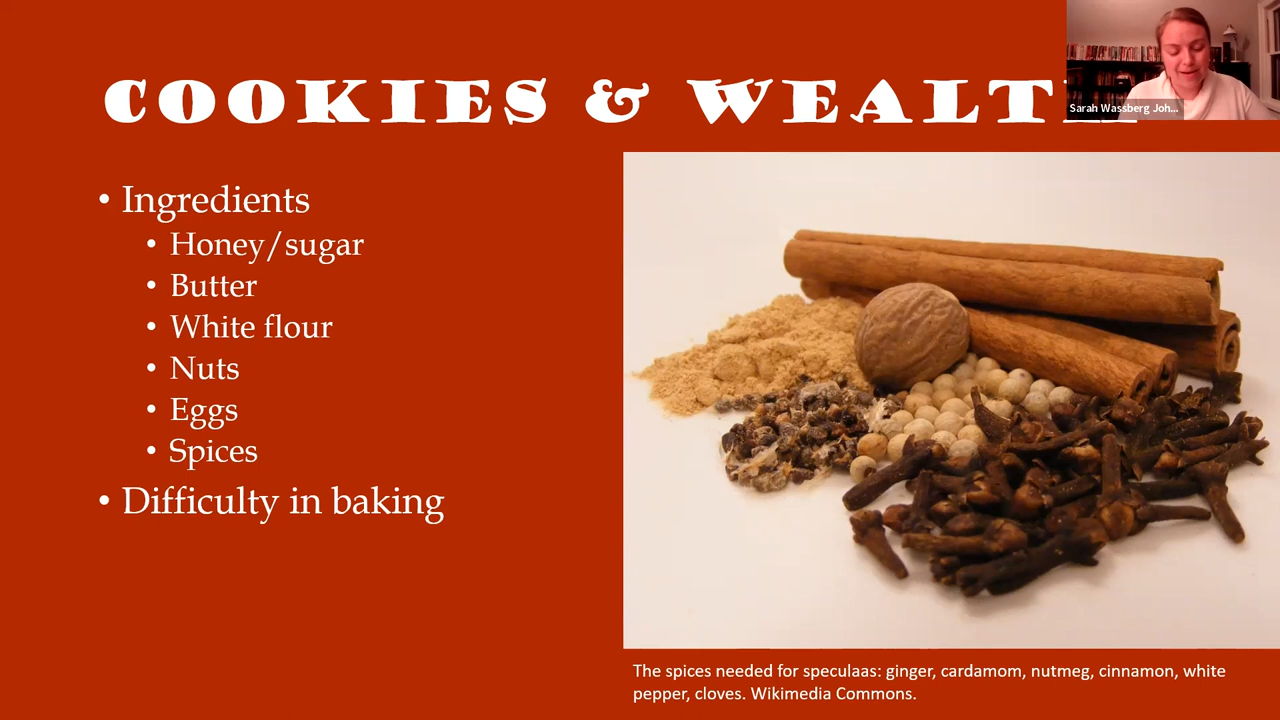 COOKIES & WEALTH
Sarah Wassberg Joh...
• Ingredients
• Honey/sugar
• Butter
• White flour
• Nuts
• Eggs
• Spices
• Difficulty in baking
The spices needed for speculaas: ginger, cardamom, nutmeg, cinnamon, white
pepper, cloves. Wikimedia Commons.